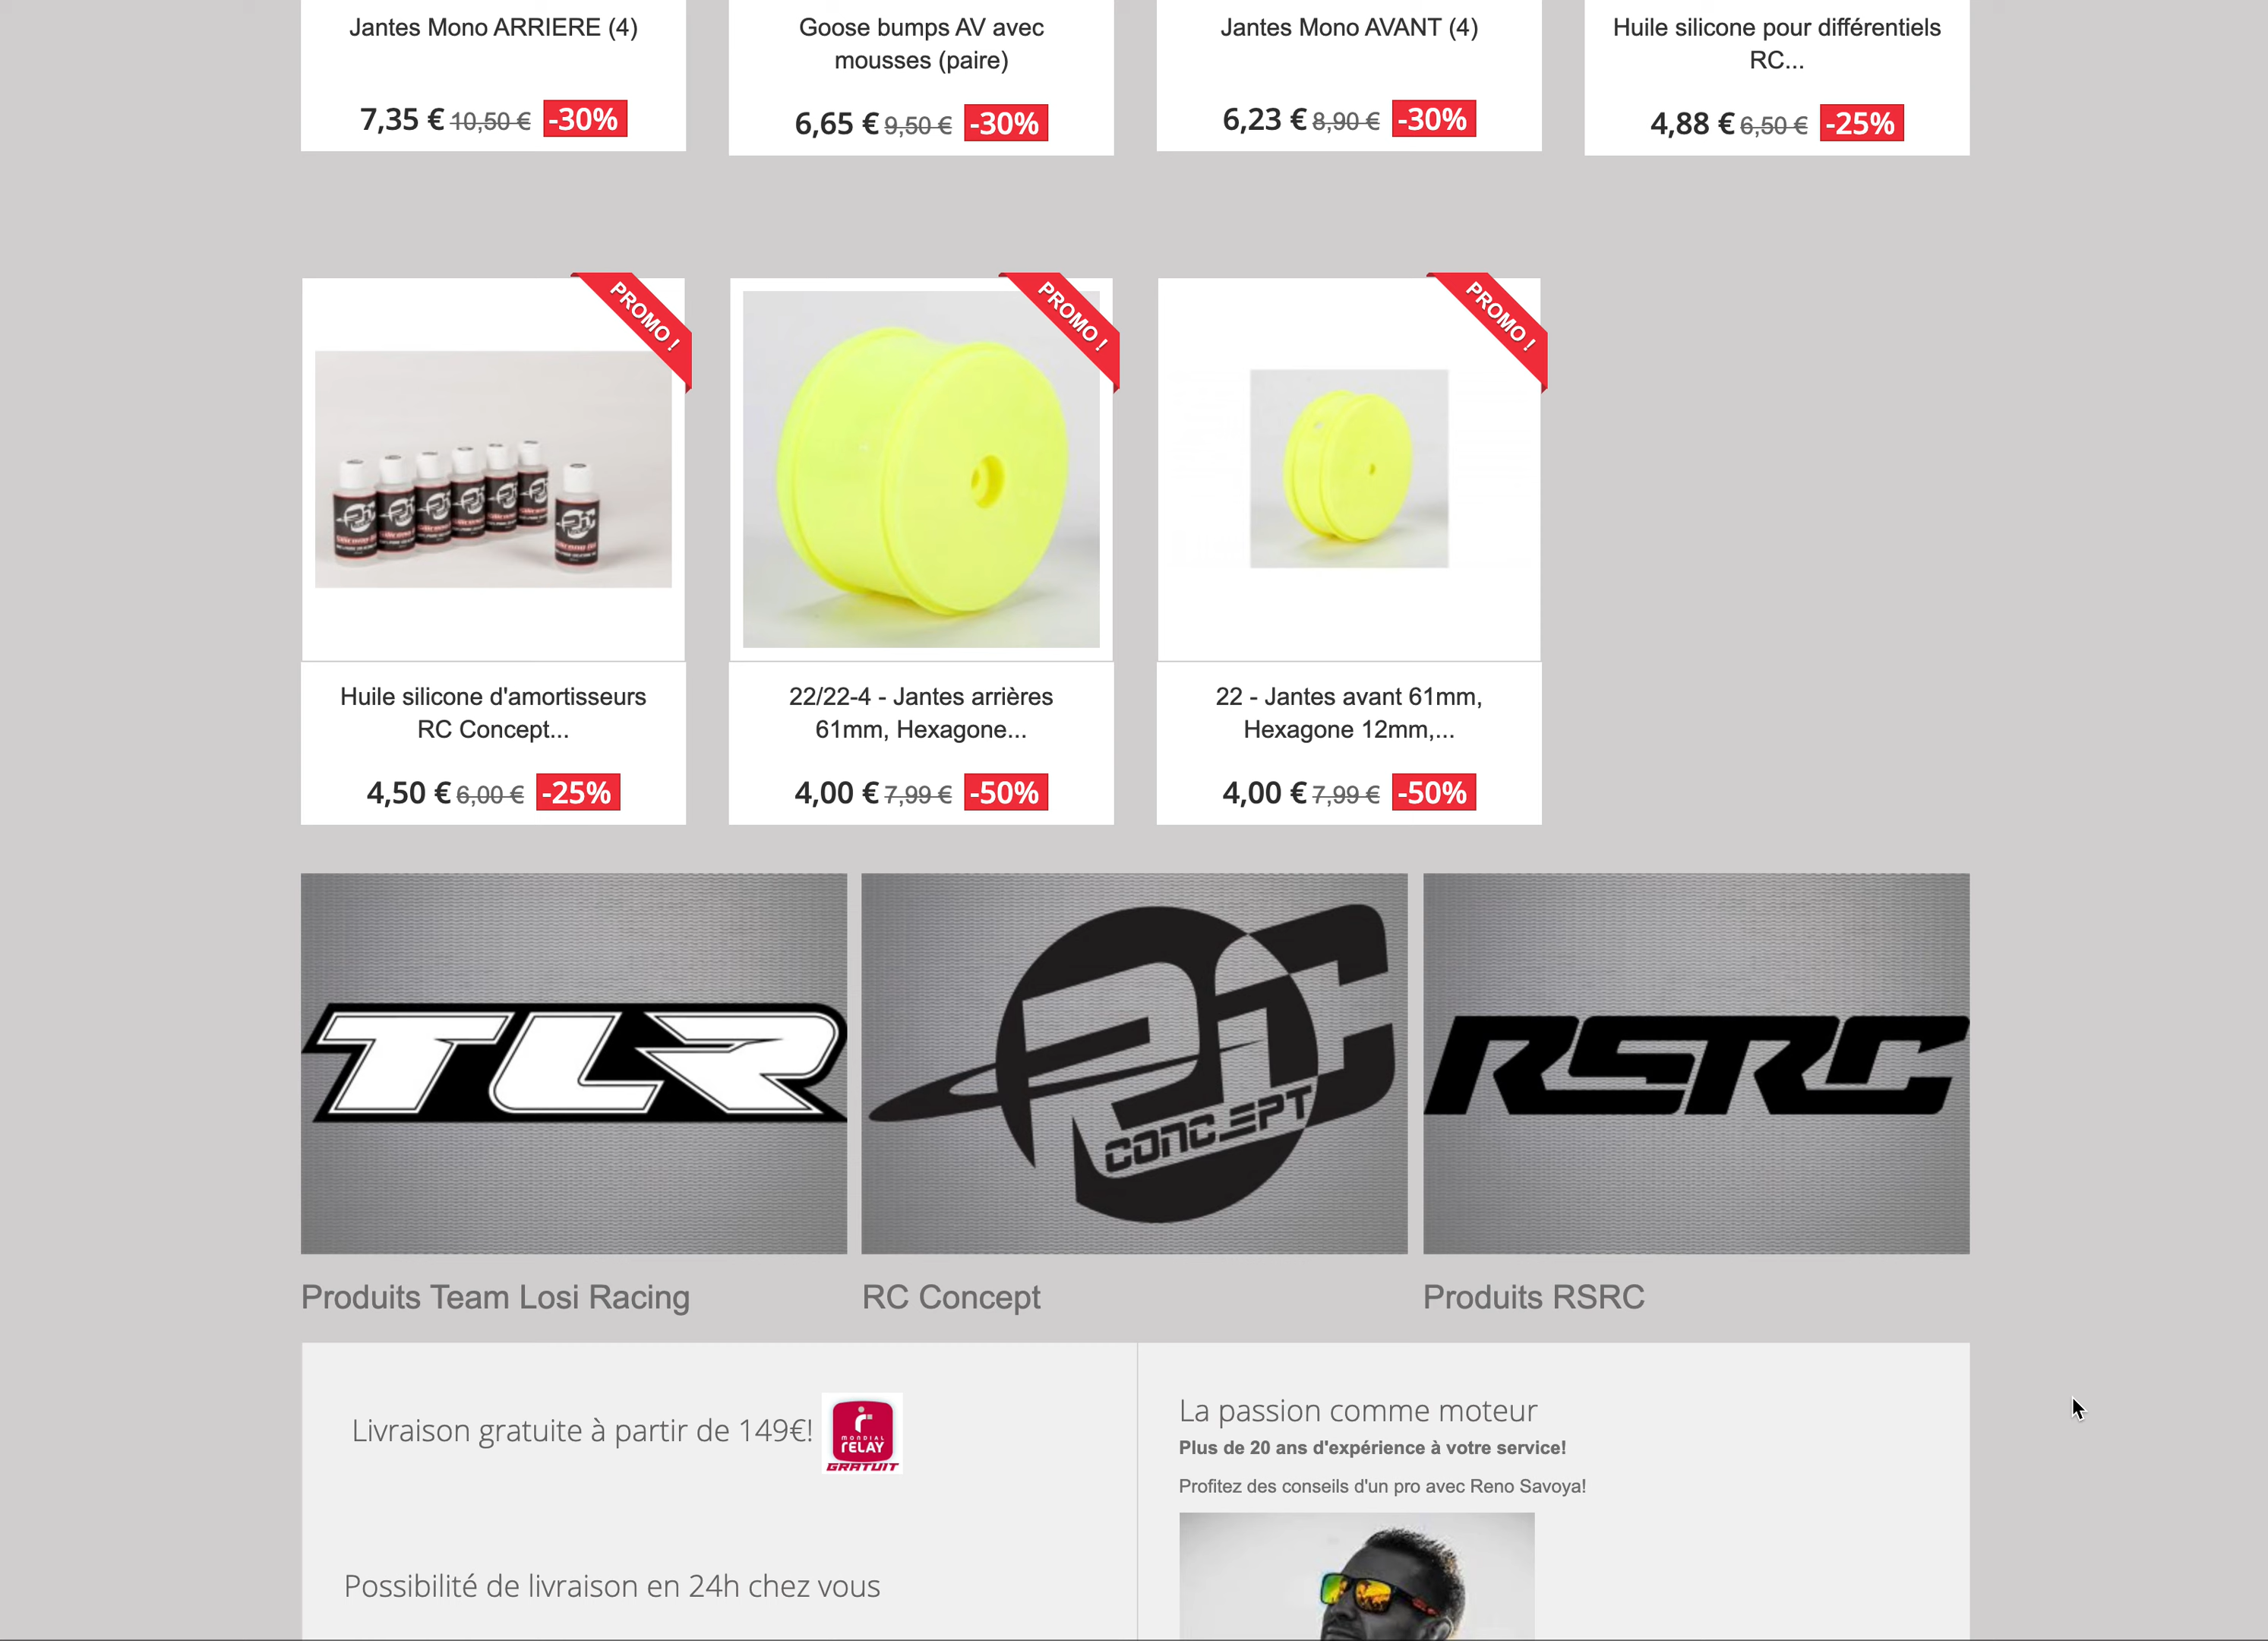 Jantes Mono ARRIERE (4)
7,35 € 10,50 € -30%
Goose bumps AV avec
mousses (paire)
6,65 € 9,50 € -30%
Jantes Mono AVANT (4)
6,23 € 8,90 € -30%
Huile silicone pour différentiels
RC...
4,88 € 6,50 € -25%
PROMO !
Huile silicone d'amortisseurs
RC Concept...
4,50 € 6,00 € -25%
PROMO !
22/22-4 - Jantes arrières
61mm, Hexagone...
4,00 € 7,99 € -50%
PROMO !
22 - Jantes avant 61mm,
Hexagone 12mm,...
4,00 € 7,99 € -50%
TLR
RC
CONCEPT
RSRC
Produits Team Losi Racing
RC Concept
Produits RSRC
Livraison gratuite à partir de 149€!
MONDIAL
RELAY
GRATUIT
Possibilité de livraison en 24h chez vous
La passion comme moteur
Plus de 20 ans d'expérience à votre service!
Profitez des conseils d'un pro avec Reno Savoya!